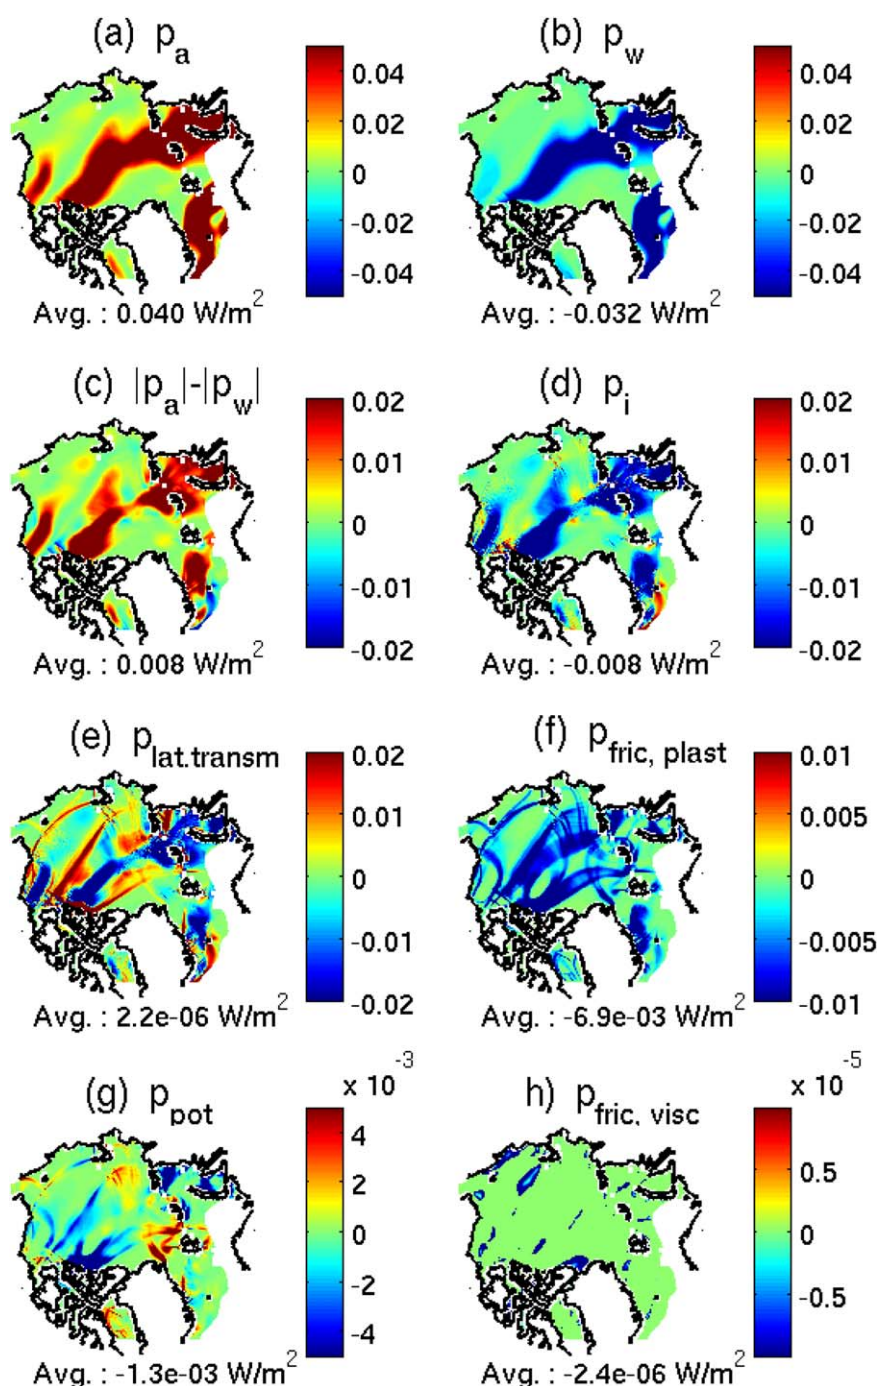 (a) p_a
(b) p_w
0.04
0.02
0
-0.02
-0.04
0.04
0.02
0
-0.02
-0.04
Avg. : 0.040 W/m^2
Avg. : -0.032 W/m^2
(c) |p_a|-|p_w|
(d) p_i
0.02
0.01
0
-0.01
-0.02
0.02
0.01
0
-0.01
-0.02
Avg. : 0.008 W/m^2
Avg. : -0.008 W/m^2
(e) p_lat.transm
(f) p_fric, plast
0.02
0.01
0
-0.01
-0.02
0.01
0.005
0
-0.005
-0.01
Avg. : 2.2e-06 W/m^2
Avg. : -6.9e-03 W/m^2
(g) p_pot
x 10^-3
h) p_fric, visc
x 10^-5
4
2
0
-2
-4
0.5
0
-0.5
Avg. : -1.3e-03 W/m^2
Avg. : -2.4e-06 W/m^2